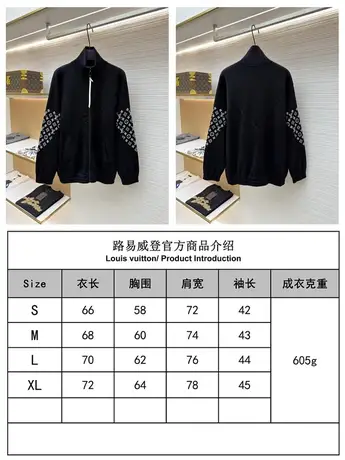 路易威登官方商品介绍
Louis vuitton/ Product Introduction
Size 衣长 胸围 肩宽 袖长 成衣克重
S 66 58 72 42
M 68 60 74 43
L 70 62 76 44
605g
XL 72 64 78 45